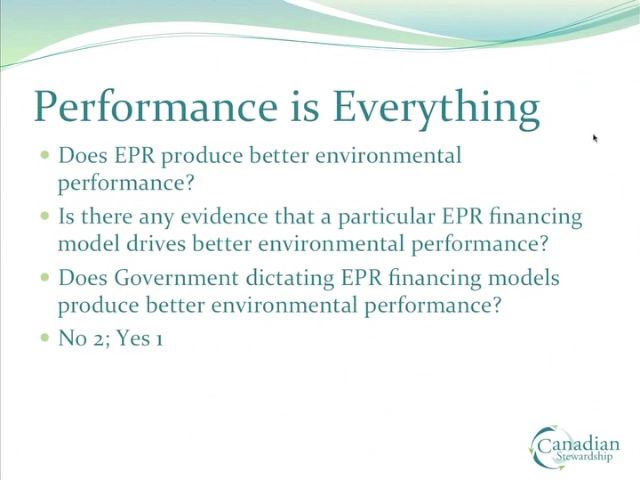 Performance is Everything
Does EPR produce better environmental
performance?
Is there any evidence that a particular EPR financing
model drives better environmental performance?
Does Government dictating EPR financing models
produce better environmental performance?
No 2; Yes 1
Canadian
Stewardship